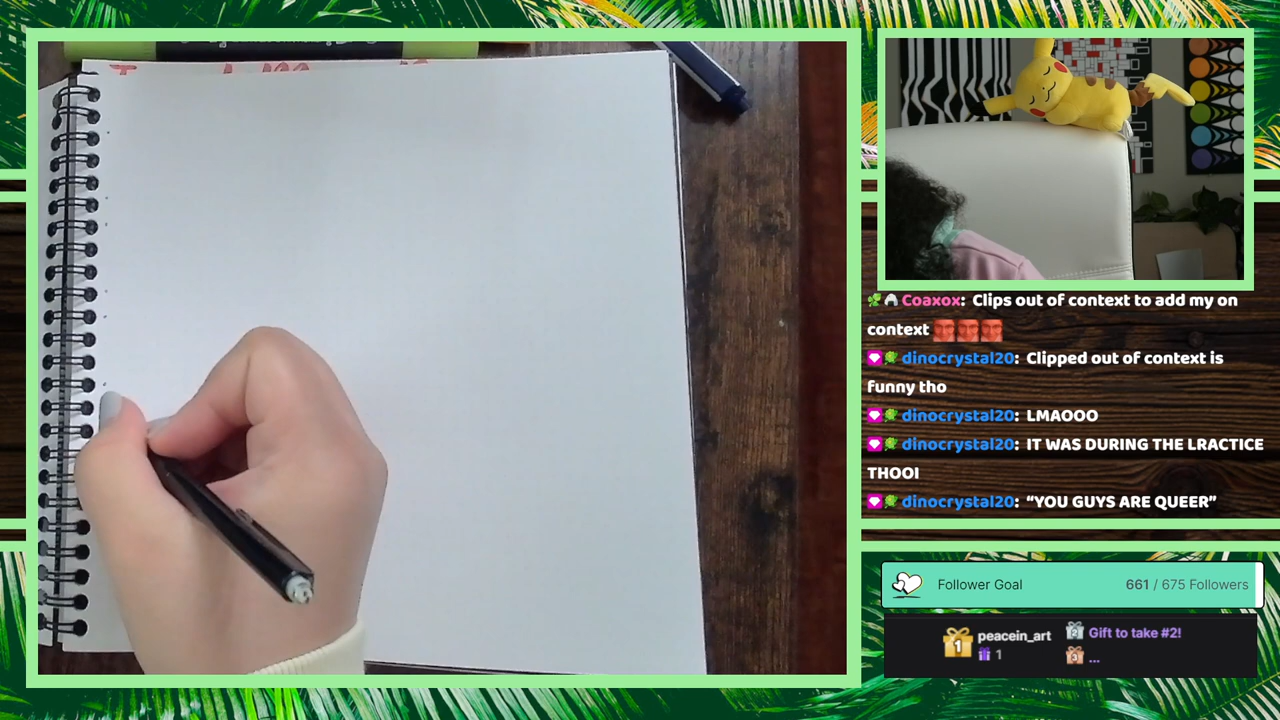 Coaxox: Clips out of context to add my on
context
dinocrystal20: Clipped out of context is
funny tho
dinocrystal20: LMAOOO
dinocrystal20: IT WAS DURING THE LRACTICE
THOOI
dinocrystal20: “YOU GUYS ARE QUEER”
Follower Goal 661 / 675 Followers
1 peacein_art 2 Gift to take #2!
1 3 ...